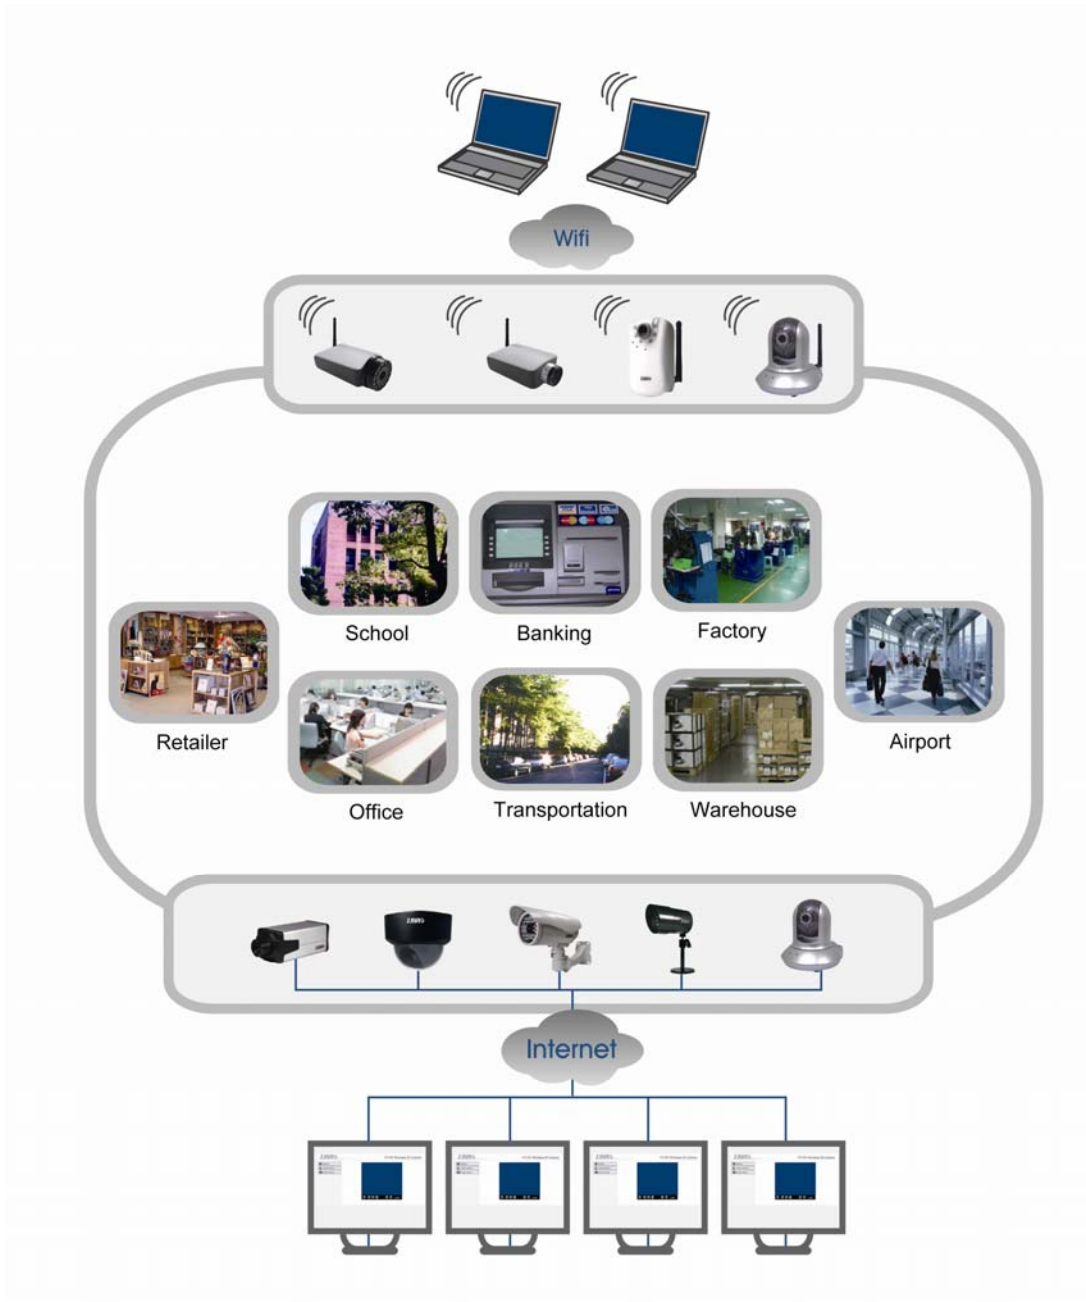 Wifi
School
Banking
Factory
Retailer
Airport
Office
Transportation
Warehouse
Internet